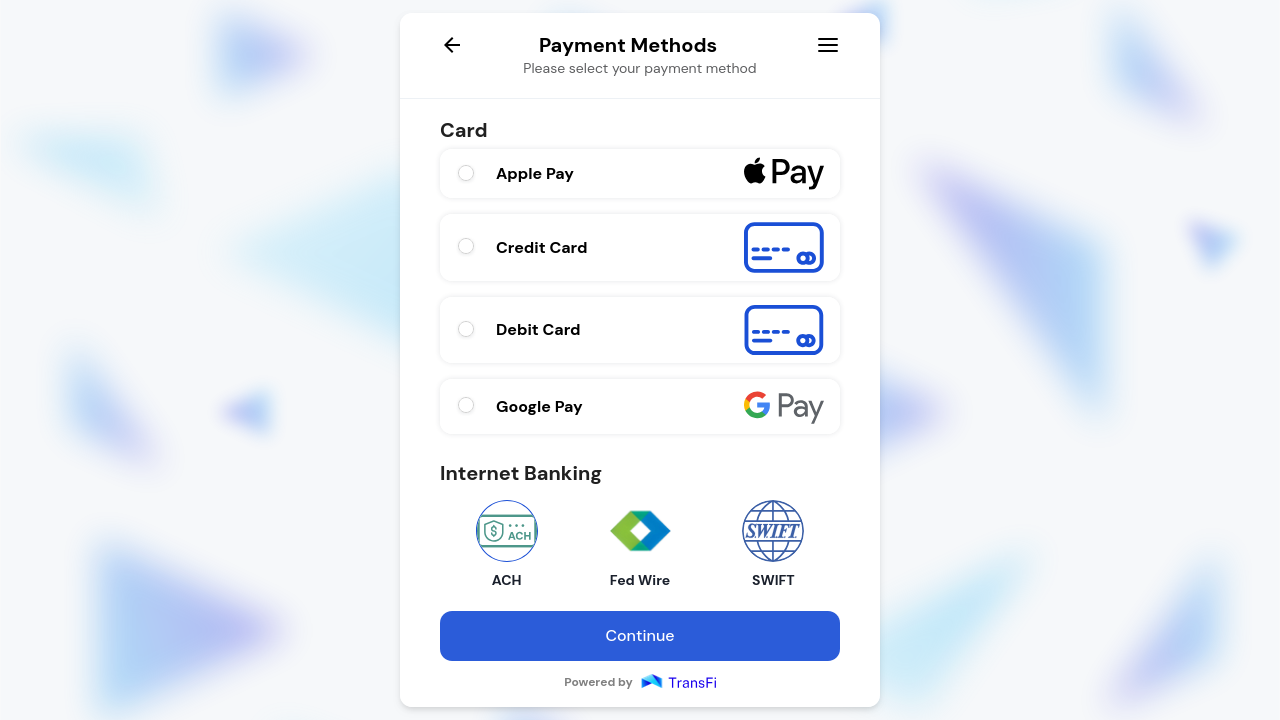 Payment Methods
Please select your payment method
Card
Apple Pay
Pay
Credit Card
Debit Card
Google Pay
G Pay
Internet Banking
$ ACH
SWIFT
ACH
Fed Wire
SWIFT
Continue
Powered by TransFi